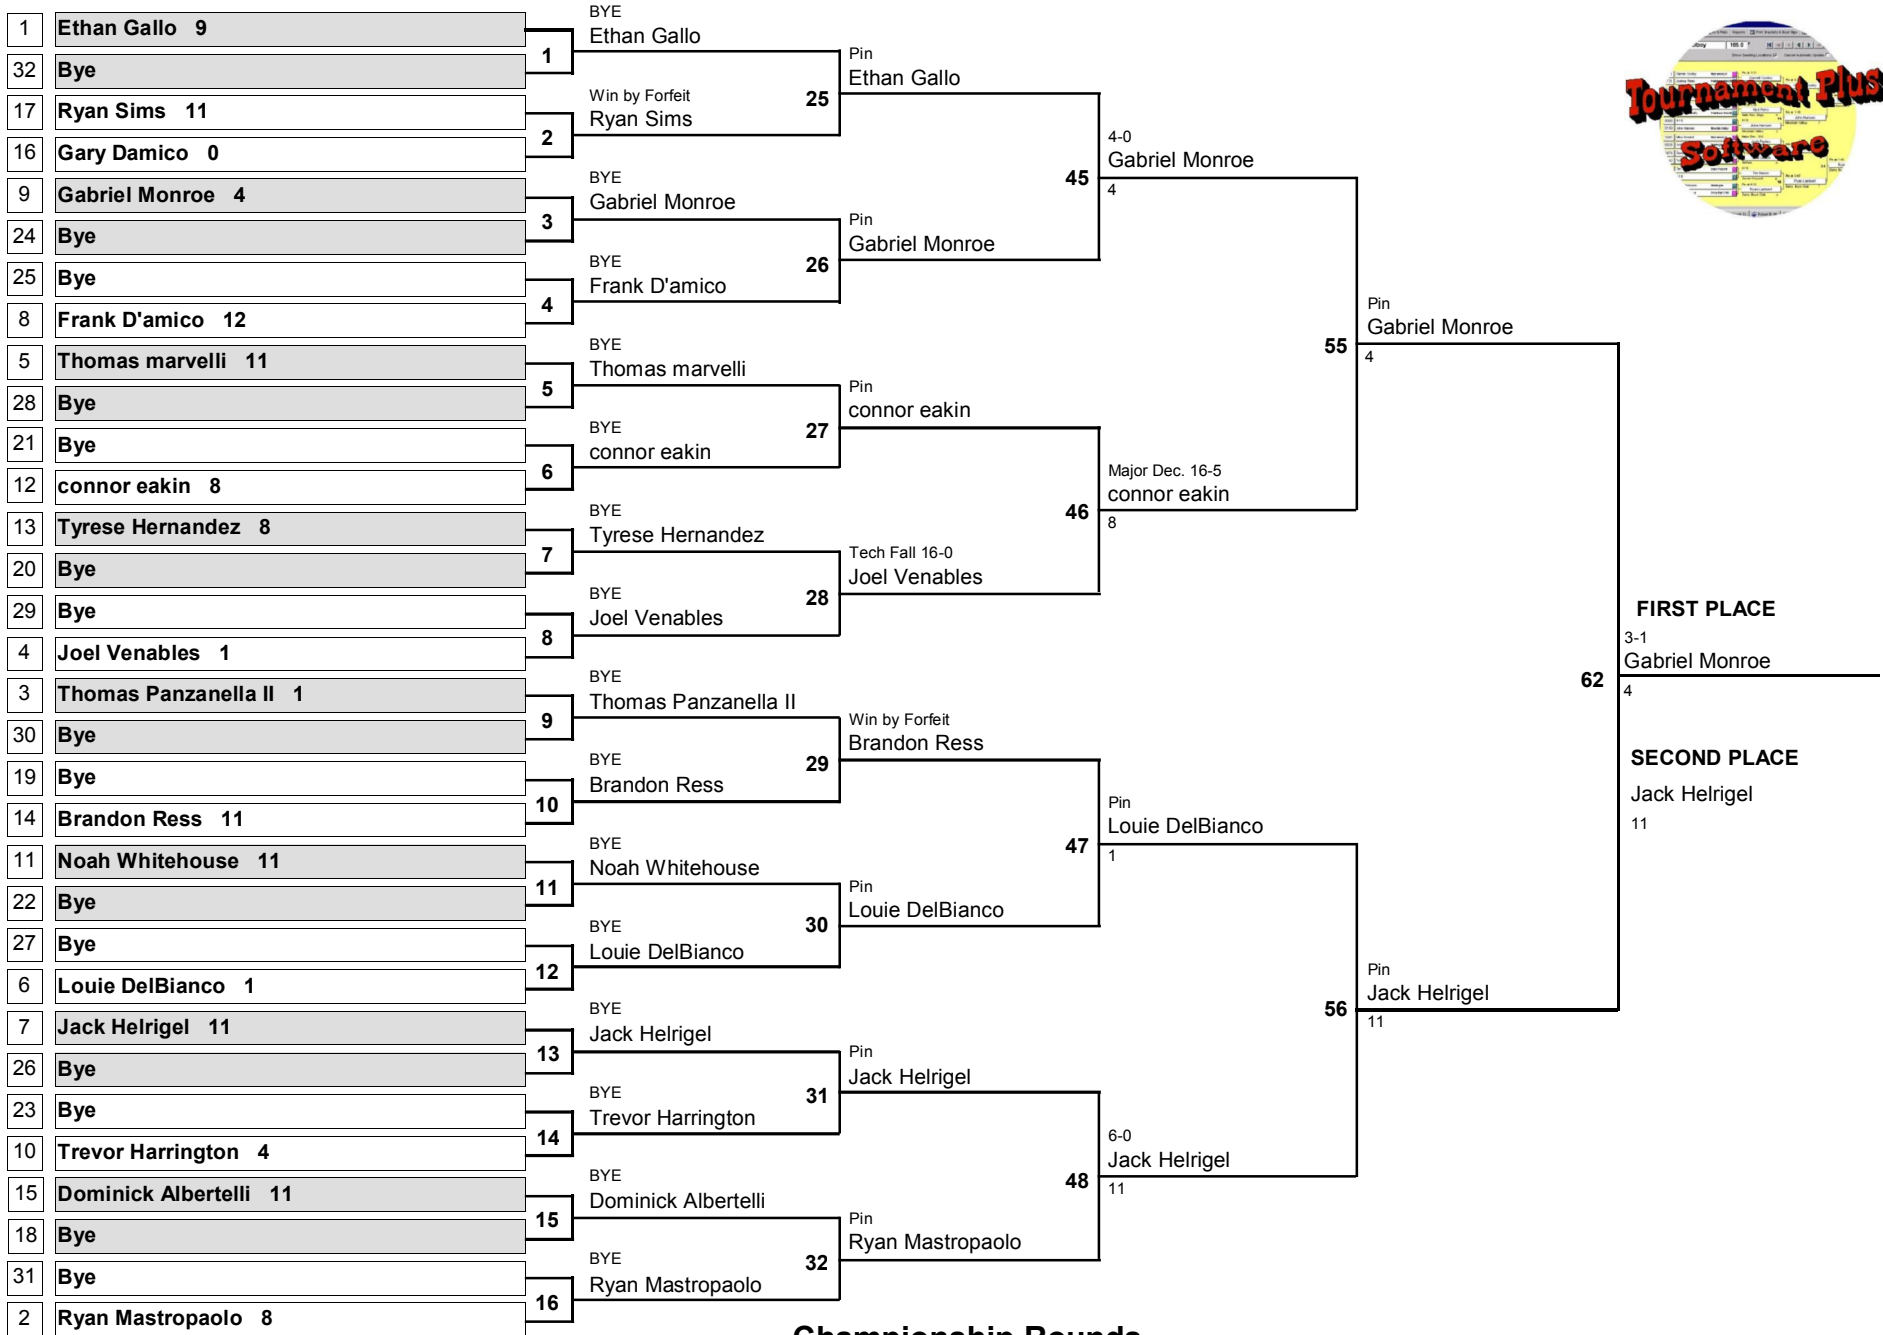 1 Ethan Gallo 9
32 Bye
17 Ryan Sims 11
16 Gary Damico 0
9 Gabriel Monroe 4
24 Bye
25 Bye
8 Frank D'amico 12
5 Thomas marvelli 11
28 Bye
21 Bye
12 connor eakin 8
13 Tyrese Hernandez 8
20 Bye
29 Bye
4 Joel Venables 1
3 Thomas Panzanella II 1
30 Bye
19 Bye
14 Brandon Ress 11
11 Noah Whitehouse 11
22 Bye
27 Bye
6 Louie DelBianco 1
7 Jack Helrigel 11
26 Bye
23 Bye
10 Trevor Harrington 4
15 Dominick Albertelli 11
18 Bye
31 Bye
2 Ryan Mastropaolo 8
1
2
3
4
5
6
7
8
9
10
11
12
13
14
15
16
BYE
Ethan Gallo
Win by Forfeit
Ryan Sims
BYE
Gabriel Monroe
BYE
Frank D'amico
BYE
Thomas marvelli
BYE
connor eakin
BYE
Tyrese Hernandez
BYE
Joel Venables
BYE
Thomas Panzanella II
BYE
Brandon Ress
BYE
Noah Whitehouse
BYE
Louie DelBianco
BYE
Jack Helrigel
BYE
Trevor Harrington
BYE
Dominick Albertelli
BYE
Ryan Mastropaolo
25
26
27
28
29
30
31
32
Pin
Ethan Gallo
Pin
Gabriel Monroe
Pin
connor eakin
Tech Fall 16-0
Joel Venables
Win by Forfeit
Brandon Ress
Pin
Louie DelBianco
Pin
Jack Helrigel
Pin
Ryan Mastropaolo
45
46
47
48
4-0
Gabriel Monroe
4
Major Dec. 16-5
connor eakin
8
Pin
Louie DelBianco
1
6-0
Jack Helrigel
11
55
56
Pin
Gabriel Monroe
4
Pin
Jack Helrigel
11
62
FIRST PLACE
3-1
Gabriel Monroe
4
SECOND PLACE
Jack Helrigel
11
Tournament Plus
Software
Championship Rounds